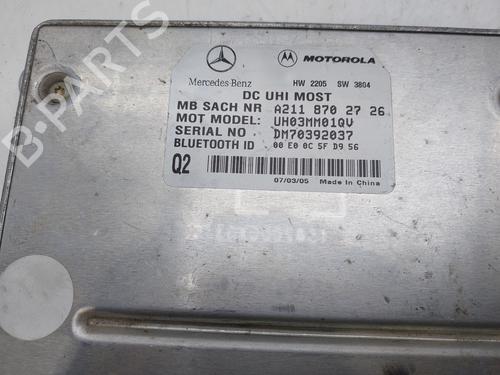 B-PARTS
Mercedes-Benz
MOTOROLA
HW 2205 SW 3804
DC UHI MOST
MB SACH NR A211 870 27 26
MOT MODEL: UH03MM01QV
SERIAL NO DM70392037
BLUETOOTH ID 00 E0 0C 5F D9 56
Q2
07/03/05 Made In China